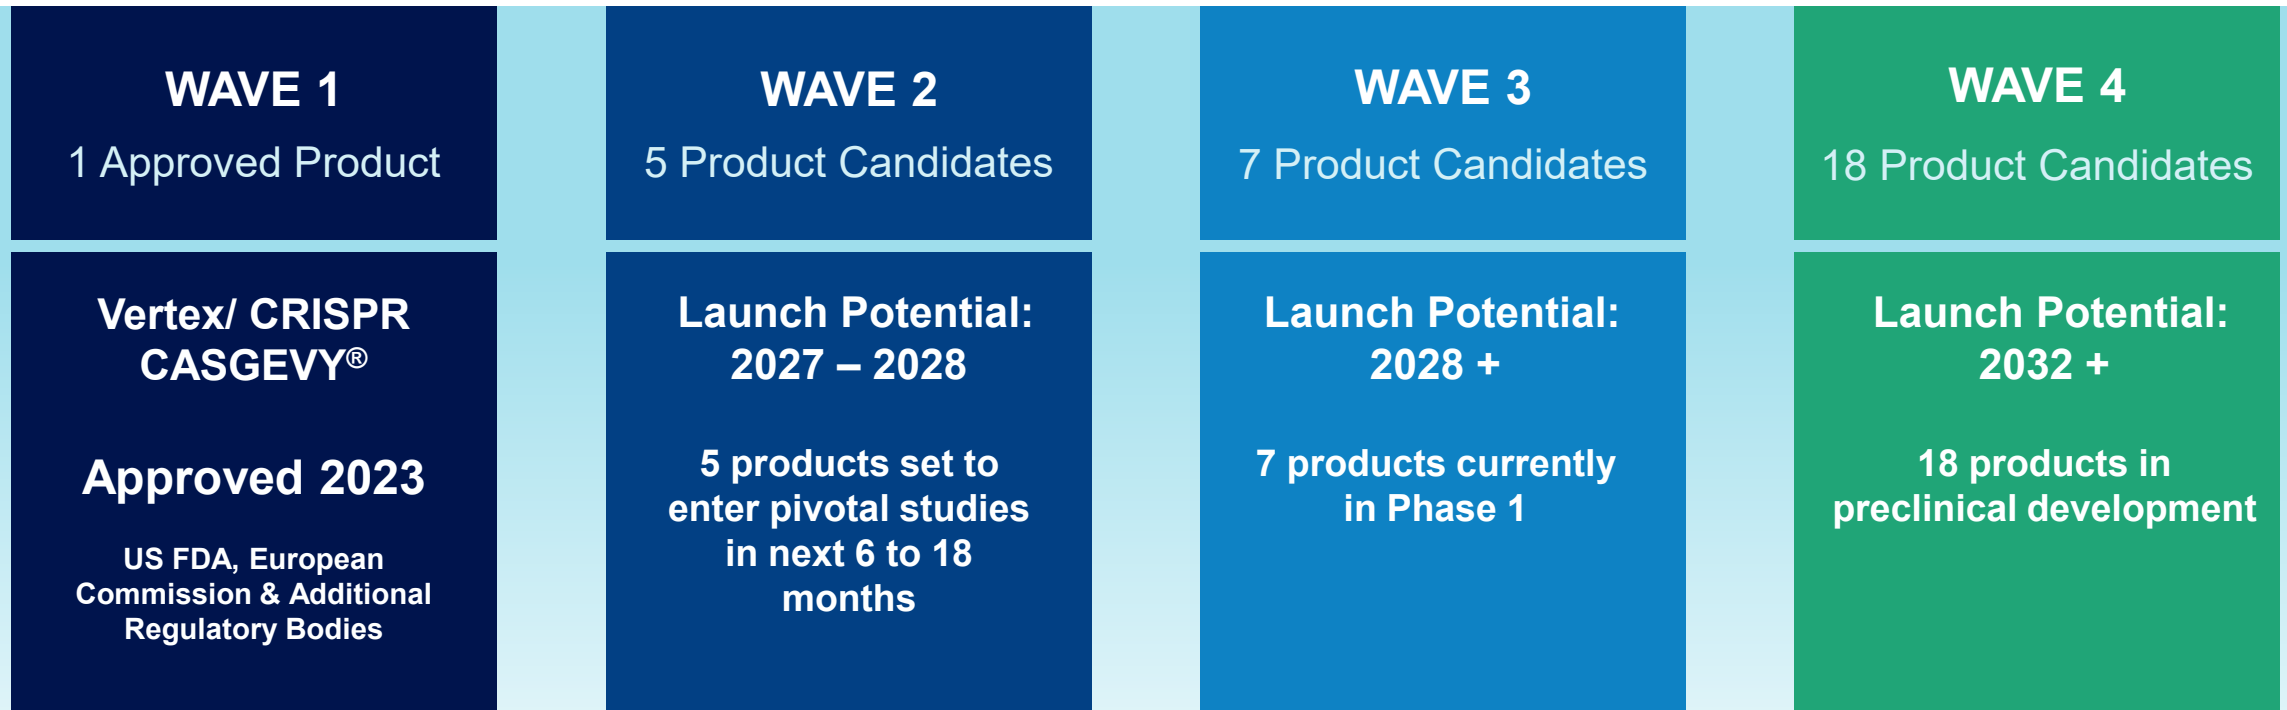 WAVE 1
1 Approved Product
Vertex/ CRISPR
CASGEVY®
Approved 2023
US FDA, European
Commission & Additional
Regulatory Bodies
WAVE 2
5 Product Candidates
Launch Potential:
2027 – 2028
5 products set to
enter pivotal studies
in next 6 to 18
months
WAVE 3
7 Product Candidates
Launch Potential:
2028 +
7 products currently
in Phase 1
WAVE 4
18 Product Candidates
Launch Potential:
2032 +
18 products in
preclinical development